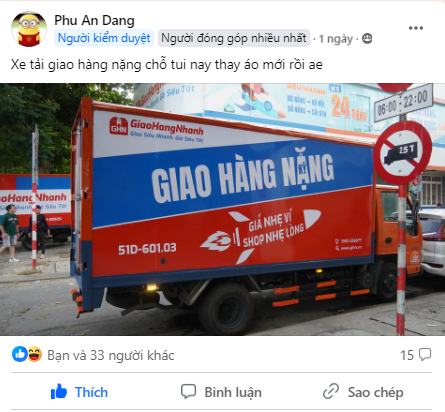 Phu An Dang
Người kiểm duyệt Người đóng góp nhiều nhất · 1 ngày ·
Xe tải giao hàng nặng chỗ tui nay thay áo mới rồi ae
24 TẦNG
06:00 - 22:00
GHN GiaoHangNhanh
Giao Siêu Nhanh, Giá Siêu Tốt
2.5T
GiaoHangNhanh
GIAO HÀNG NẶNG
GIÁ NHẸ VÍ
SHOP NHẸ LÒNG
51D-601.03
Bạn và 33 người khác
15
Thích
Bình luận
Sao chép